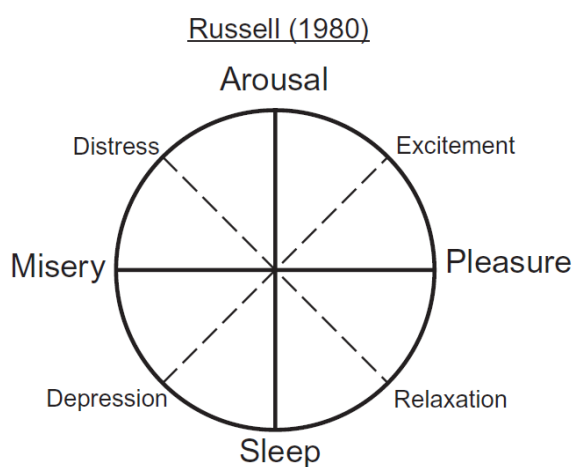 Russell (1980)
Arousal
Distress
Excitement
Misery
Pleasure
Depression
Relaxation
Sleep